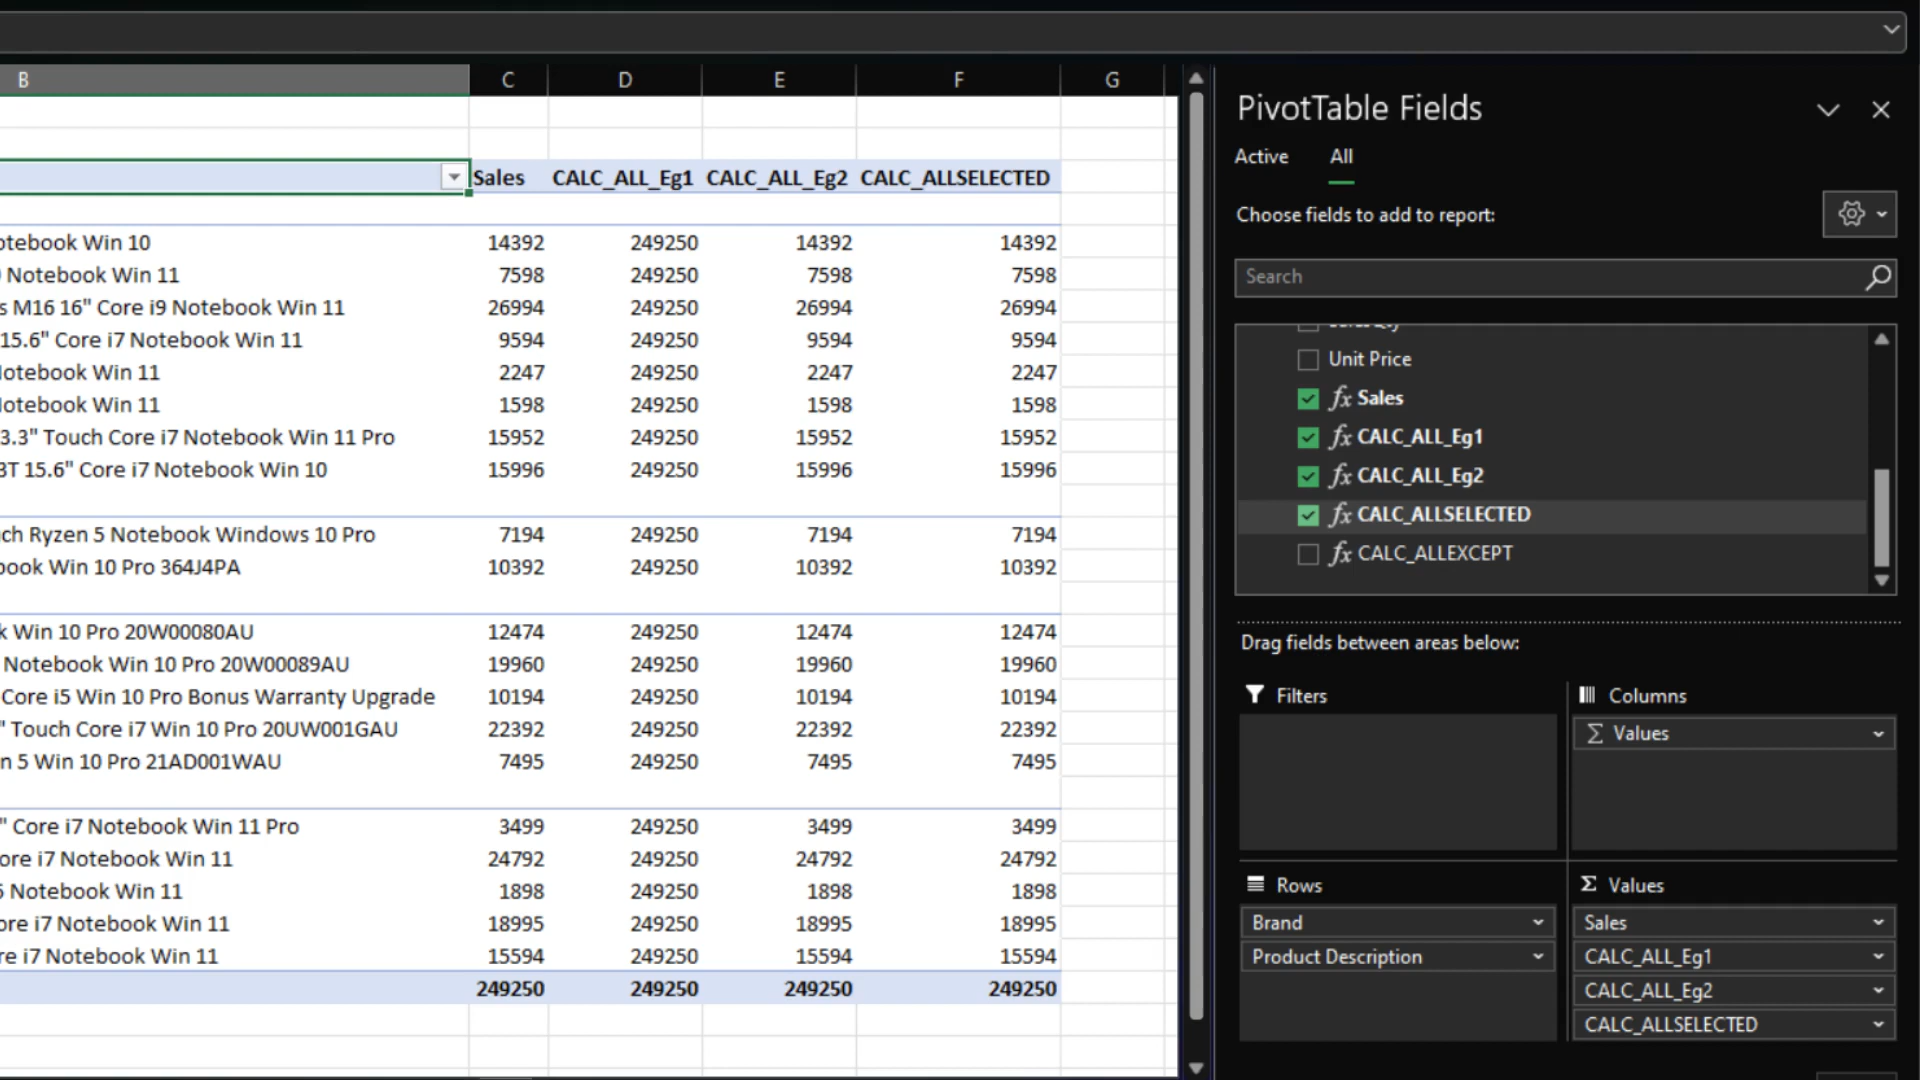 B C D E F G
Sales CALC_ALL_Eg1 CALC_ALL_Eg2 CALC_ALLSELECTED
otebook Win 10 14392 249250 14392 14392
Notebook Win 11 7598 249250 7598 7598
s M16 16" Core i9 Notebook Win 11 26994 249250 26994 26994
15.6" Core i7 Notebook Win 11 9594 249250 9594 9594
otebook Win 11 2247 249250 2247 2247
otebook Win 11 1598 249250 1598 1598
3.3" Touch Core i7 Notebook Win 11 Pro 15952 249250 15952 15952
3T 15.6" Core i7 Notebook Win 10 15996 249250 15996 15996
ch Ryzen 5 Notebook Windows 10 Pro 7194 249250 7194 7194
book Win 10 Pro 364J4PA 10392 249250 10392 10392
k Win 10 Pro 20W00080AU 12474 249250 12474 12474
Notebook Win 10 Pro 20W00089AU 19960 249250 19960 19960
Core i5 Win 10 Pro Bonus Warranty Upgrade 10194 249250 10194 10194
" Touch Core i7 Win 10 Pro 20UW001GAU 22392 249250 22392 22392
n 5 Win 10 Pro 21AD001WAU 7495 249250 7495 7495
" Core i7 Notebook Win 11 Pro 3499 249250 3499 3499
ore i7 Notebook Win 11 24792 249250 24792 24792
Notebook Win 11 1898 249250 1898 1898
ore i7 Notebook Win 11 18995 249250 18995 18995
re i7 Notebook Win 11 15594 249250 15594 15594
249250 249250 249250 249250
PivotTable Fields
Active All
Choose fields to add to report:
Search
Unit Price
fx Sales
fx CALC_ALL_Eg1
fx CALC_ALL_Eg2
fx CALC_ALLSELECTED
fx CALC_ALLEXCEPT
Drag fields between areas below:
Filters
Columns
Σ Values
Rows
Brand
Product Description
Σ Values
Sales
CALC_ALL_Eg1
CALC_ALL_Eg2
CALC_ALLSELECTED